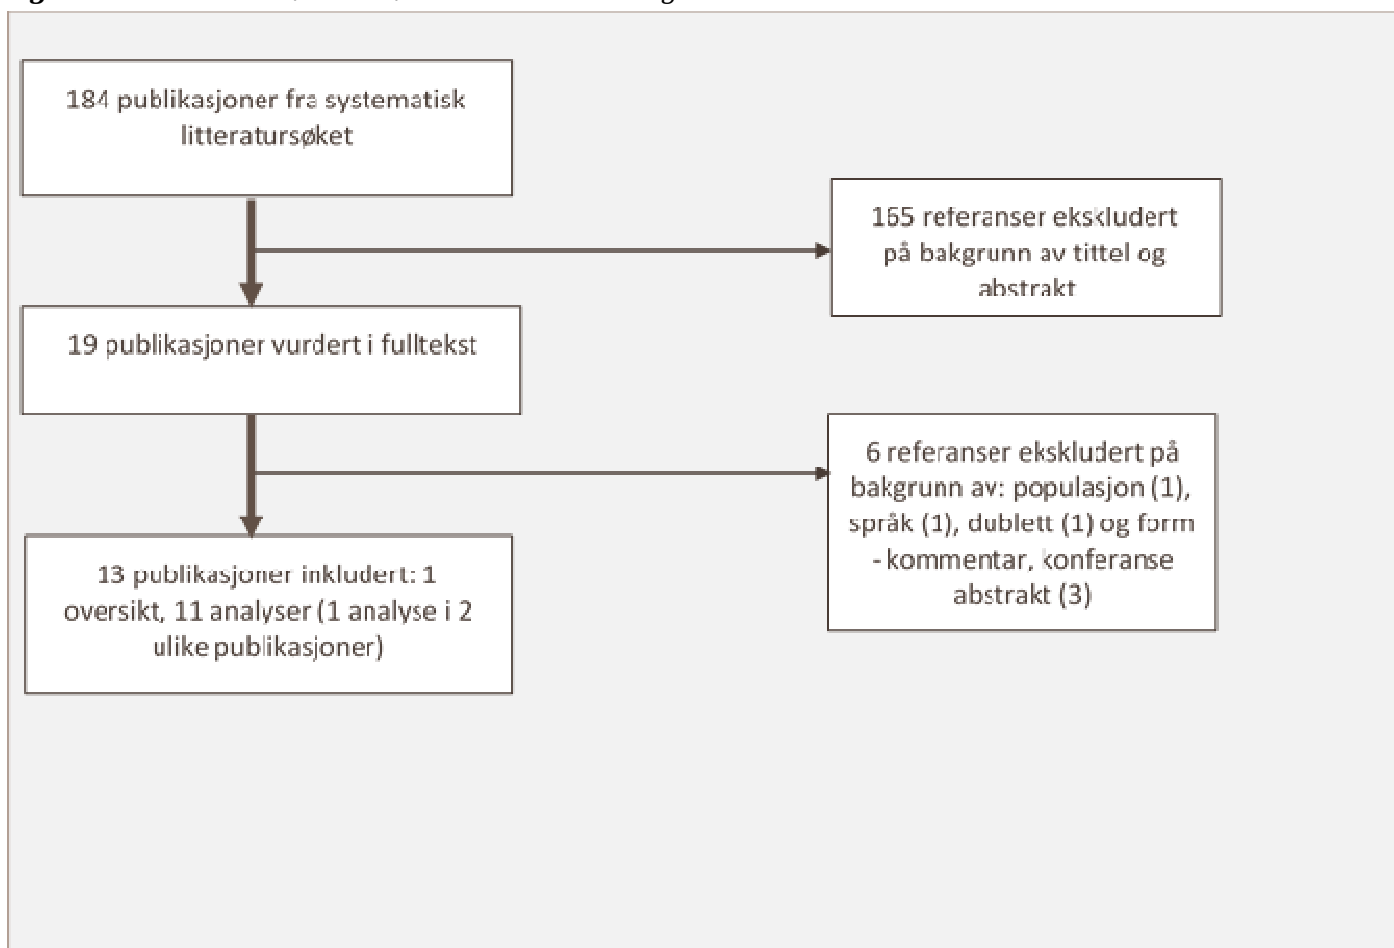 184 publikasjoner fra systematisk
litteratursøket
165 referanser ekskludert
på bakgrunn av tittel og
abstrakt
19 publikasjoner vurdert i fulltekst
6 referanser ekskludert på
bakgrunn av: populasjon (1),
språk (1), dublett (1) og form
- kommentar, konferanse
abstrakt (3)
13 publikasjoner inkludert: 1
oversikt, 11 analyser (1 analyse i 2
ulike publikasjoner)